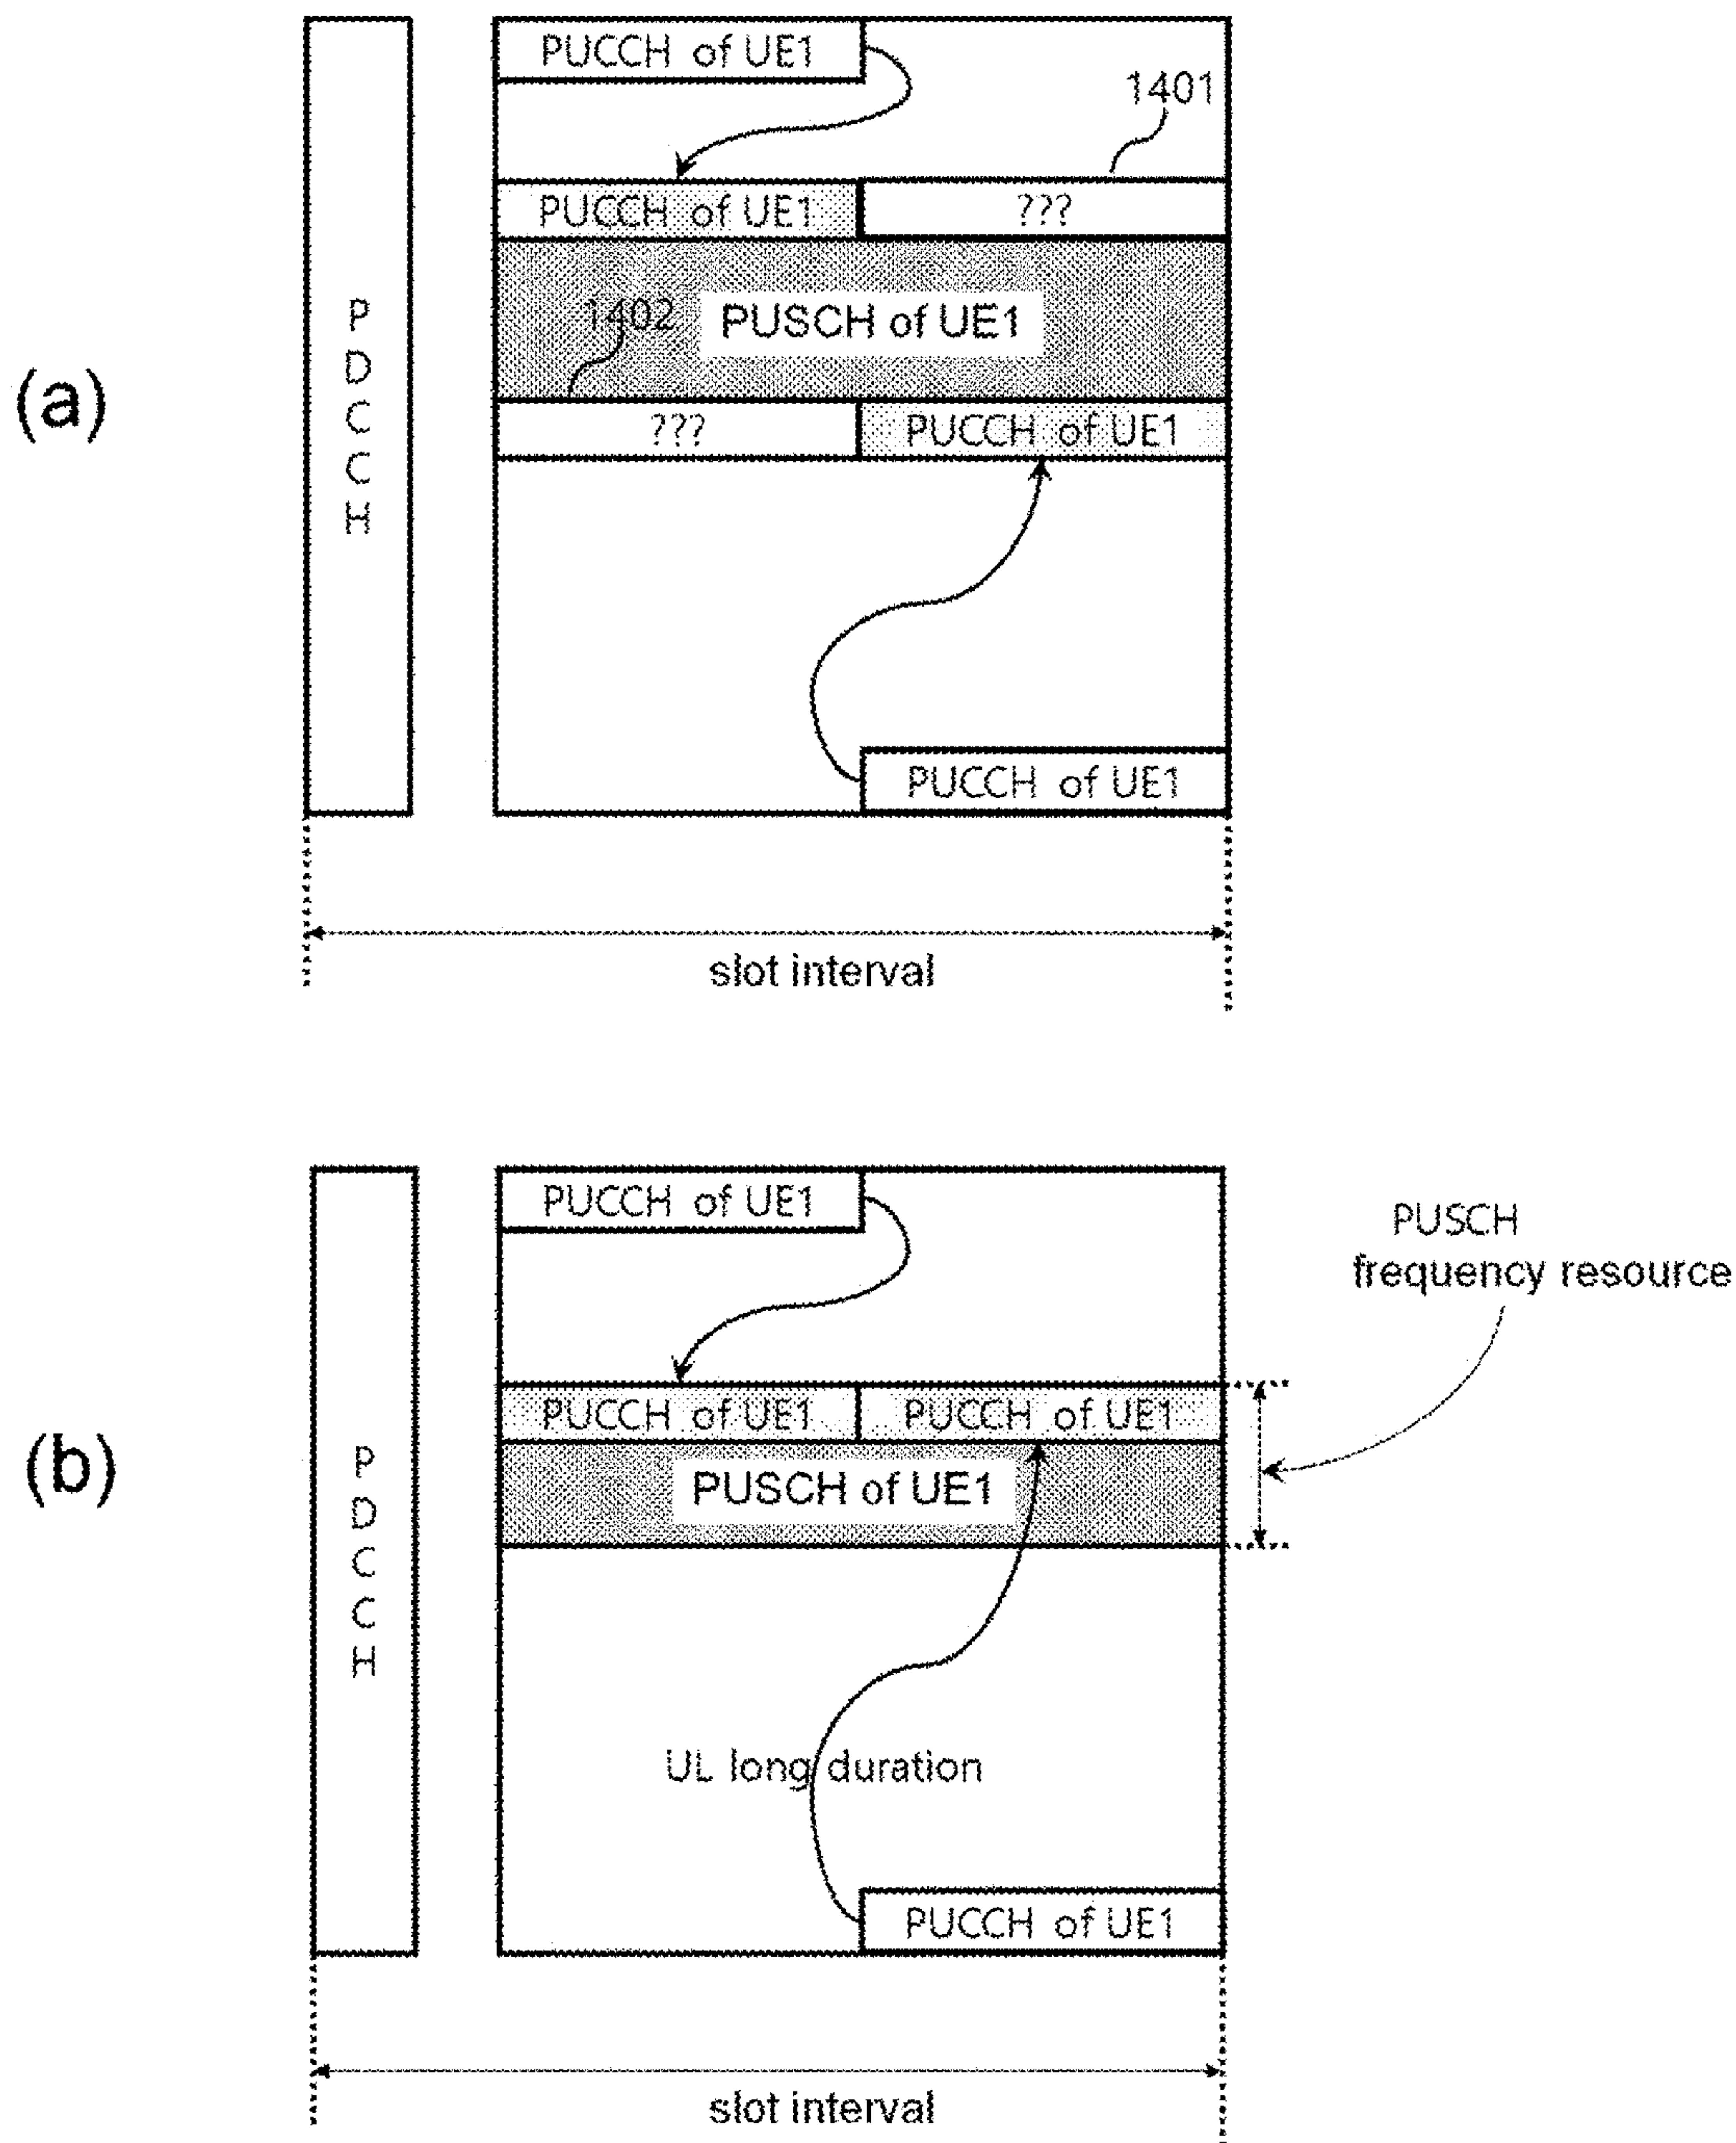 PUCCH of UE1
1401
PUCCH of UE1
???
1402
PUSCH of UE1
(a)
P
D
C
C
H
???
PUCCH of UE1
PUCCH of UE1
slot interval
PUCCH of UE1
PUSCH
frequency resource
PUCCH of UE1
PUCCH of UE1
(b)
P
D
C
C
H
PUSCH of UE1
UL long duration
PUCCH of UE1
slot interval